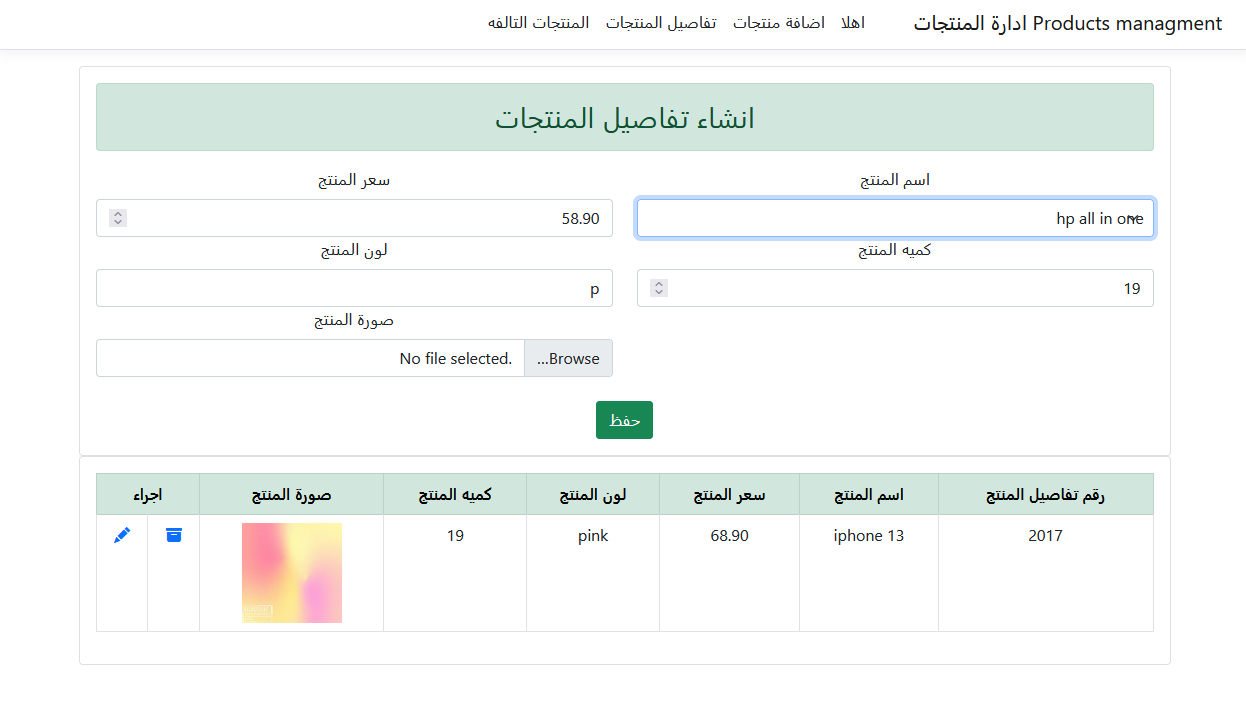 Products managment ادارة المنتجات اهلا اضافة منتجات تفاصيل المنتجات المنتجات التالفه
انشاء تفاصيل المنتجات
اسم المنتج سعر المنتج
hp all in one 58.90
كميه المنتج لون المنتج
19 p
صورة المنتج
Browse... No file selected.
حفظ
رقم تفاصيل المنتج اسم المنتج سعر المنتج لون المنتج كميه المنتج صورة المنتج اجراء
2017 iphone 13 68.90 pink 19